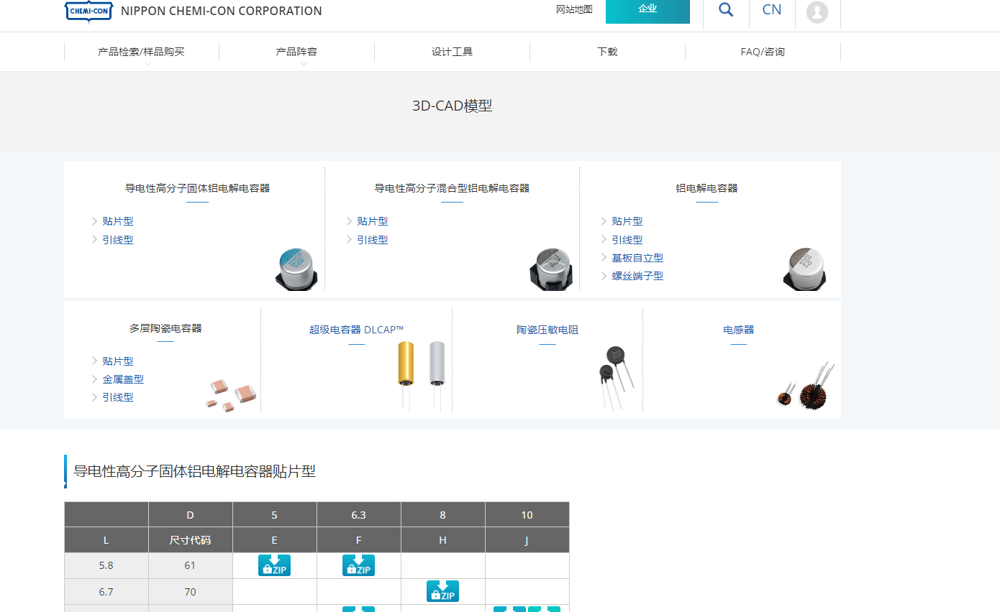 CHEMI-CON NIPPON CHEMI-CON CORPORATION 网站地图 企业 CN
产品检索/样品购买 产品阵容 设计工具 下载 FAQ/咨询
3D-CAD模型
导电性高分子固体铝电解电容器
贴片型
引线型
导电性高分子混合型铝电解电容器
贴片型
引线型
铝电解电容器
贴片型
引线型
基板自立型
螺丝端子型
多层陶瓷电容器
贴片型
金属盖型
引线型
超级电容器 DLCAP™
陶瓷压敏电阻
电感器
导电性高分子固体铝电解电容器贴片型
D 5 6.3 8 10
L 尺寸代码 E F H J
5.8 61 ZIP ZIP
6.7 70 ZIP